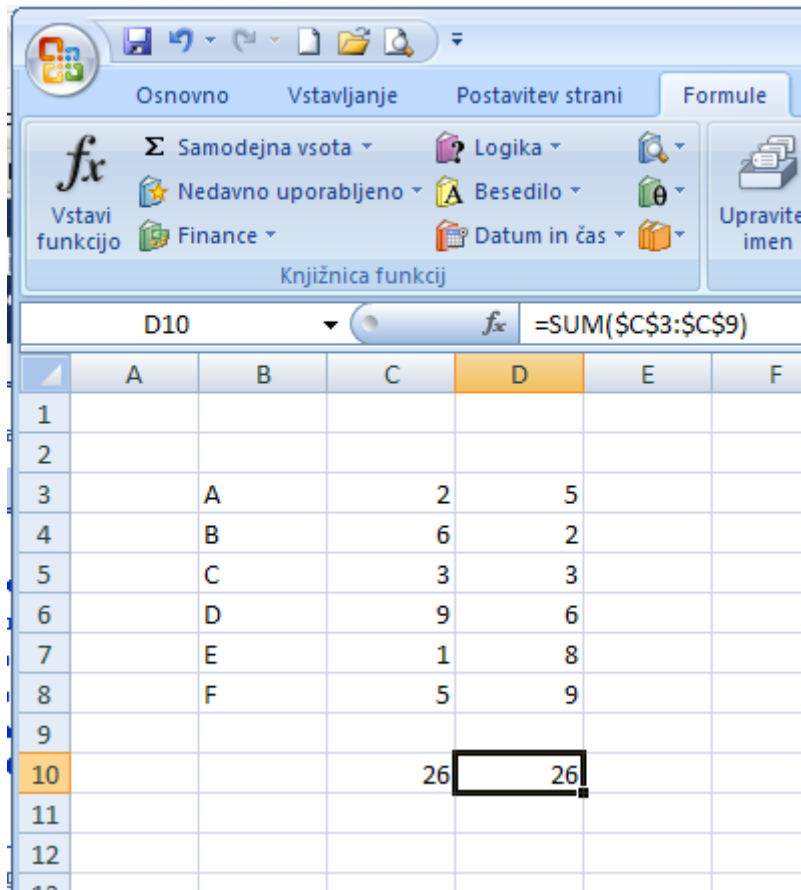 Osnovno Vstavljanje Postavitev strani Formule
fx Vstavi funkcijo
Σ Samodejna vsota
Nedavno uporabljeno
Finance
Logika
A Besedilo
Datum in čas
θ
Upravite
imen
Knjižnica funkcij
D10 fx =SUM($C$3:$C$9)
A B C D E F
1
2
3 A 2 5
4 B 6 2
5 C 3 3
6 D 9 6
7 E 1 8
8 F 5 9
9
10 26 26
11
12